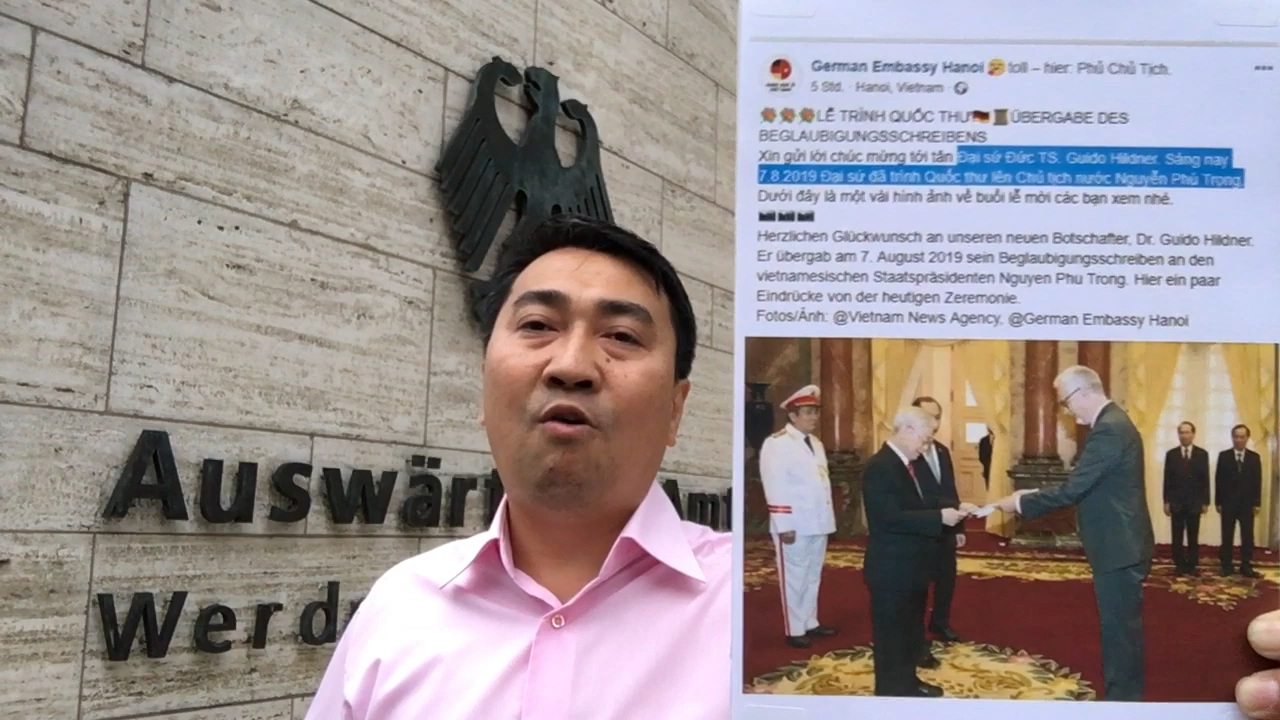 Auswärt Amt
Werd
German Embassy Hanoi 🤗 toll – hier: Phủ Chủ Tịch.
5 Std. · Hanoi, Vietnam ·
LỄ TRÌNH QUỐC THƯ ÜBERGABE DES
BEGLAUBIGUNGSSCHREIBENS
Xin gửi lời chúc mừng tới tân Đại sứ Đức TS. Guido Hildner. Sáng nay
7.8.2019 Đại sứ đã trình Quốc thư lên Chủ tịch nước Nguyễn Phú Trọng.
Dưới đây là một vài hình ảnh về buổi lễ mời các bạn xem nhé.
Herzlichen Glückwunsch an unseren neuen Botschafter, Dr. Guido Hildner.
Er übergab am 7. August 2019 sein Beglaubigungsschreiben an den
vietnamesischen Staatspräsidenten Nguyen Phu Trong. Hier ein paar
Eindrücke von der heutigen Zeremonie.
Fotos/Ảnh: @Vietnam News Agency, @German Embassy Hanoi